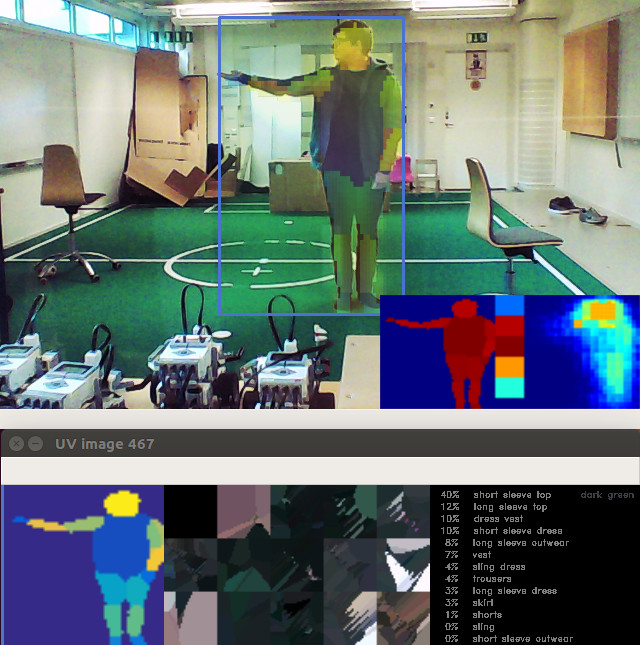 UV image 467
40% short sleeve top dark green
12% long sleeve top
10% dress vest
10% short sleeve dress
8% long sleeve outwear
7% vest
4% sling dress
4% trousers
3% long sleeve dress
3% skirt
1% shorts
0% sling
0% short sleeve outwear